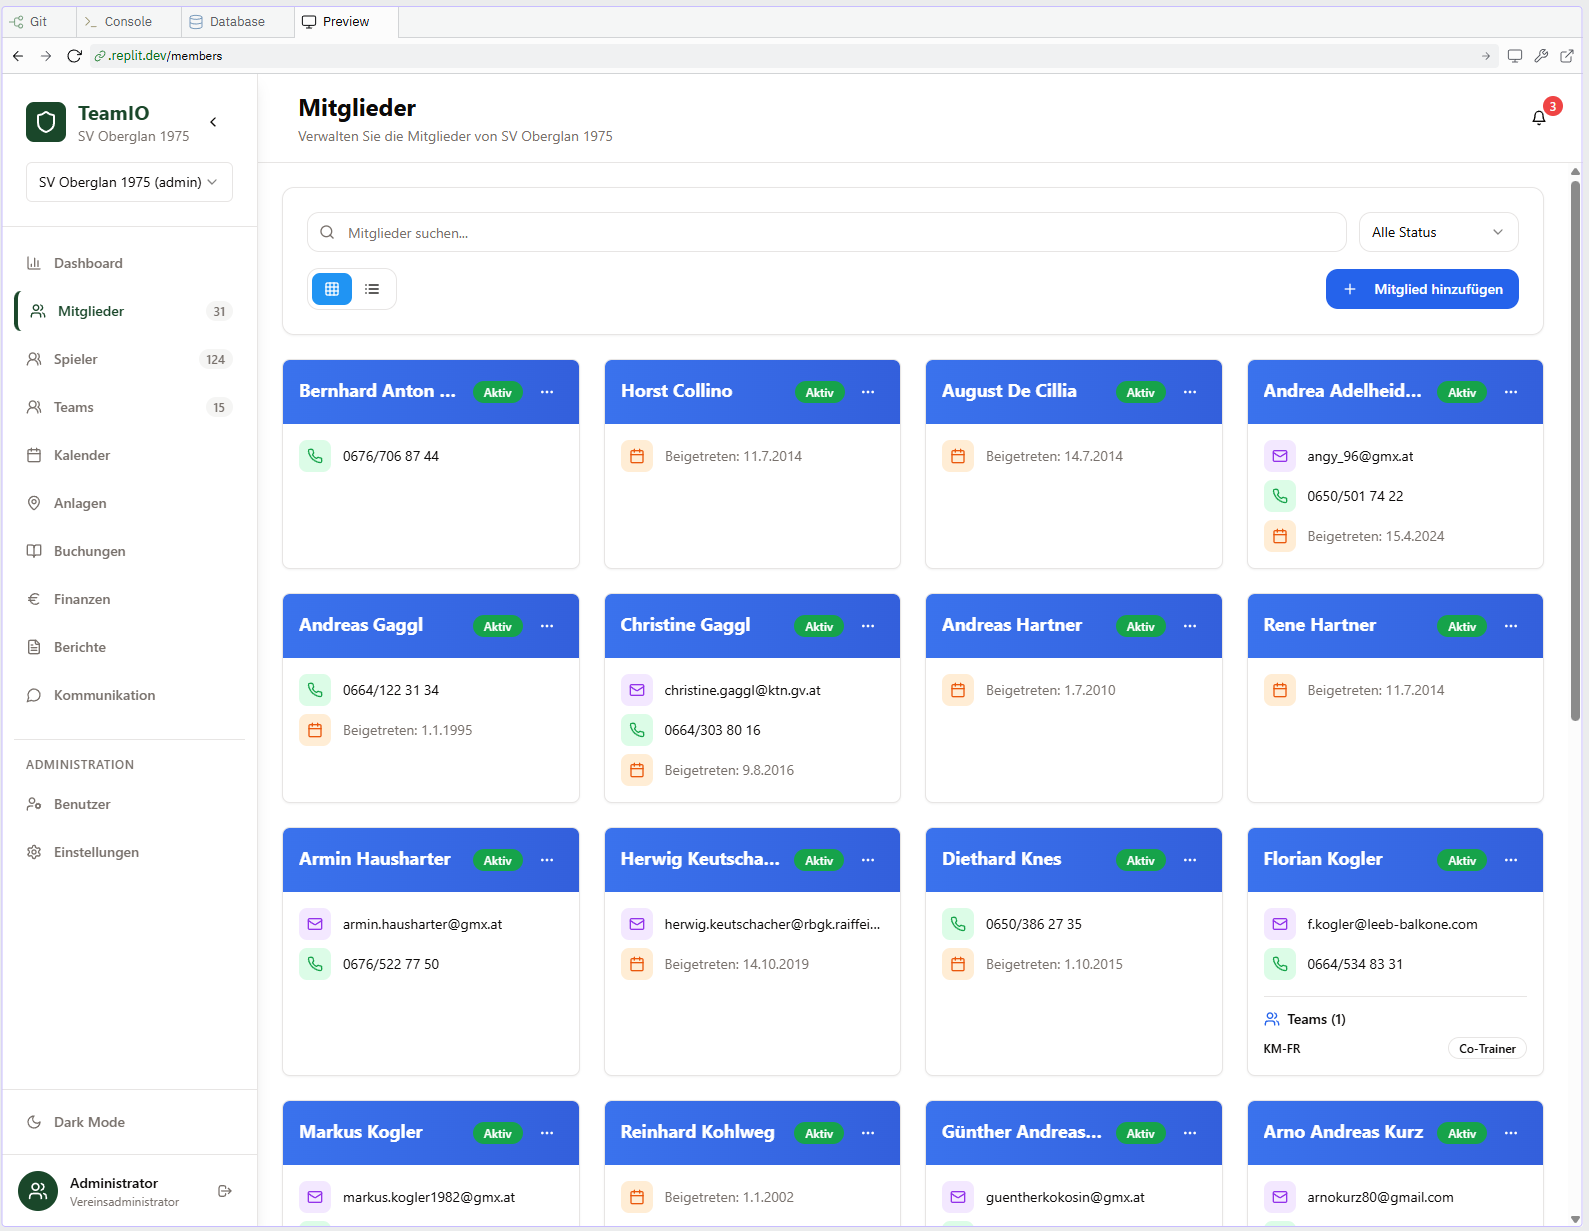 Git
Console
Database
Preview
.replit.dev/members
TeamIO
SV Oberglan 1975
SV Oberglan 1975 (admin)
Dashboard
Mitglieder 31
Spieler 124
Teams 15
Kalender
Anlagen
Buchungen
Finanzen
Berichte
Kommunikation
ADMINISTRATION
Benutzer
Einstellungen
Dark Mode
Administrator
Vereinsadministrator
Mitglieder
Verwalten Sie die Mitglieder von SV Oberglan 1975
3
Mitglieder suchen...
Alle Status
Mitglied hinzufügen
Bernhard Anton ... Aktiv
0676/706 87 44
Horst Collino Aktiv
Beigetreten: 11.7.2014
August De Cillia Aktiv
Beigetreten: 14.7.2014
Andrea Adelheid... Aktiv
angy_96@gmx.at
0650/501 74 22
Beigetreten: 15.4.2024
Andreas Gaggl Aktiv
0664/122 31 34
Beigetreten: 1.1.1995
Christine Gaggl Aktiv
christine.gaggl@ktn.gv.at
0664/303 80 16
Beigetreten: 9.8.2016
Andreas Hartner Aktiv
Beigetreten: 1.7.2010
Rene Hartner Aktiv
Beigetreten: 11.7.2014
Armin Hausharter Aktiv
armin.hausharter@gmx.at
0676/522 77 50
Herwig Keutscha... Aktiv
herwig.keutschacher@rbgk.raiffei...
Beigetreten: 14.10.2019
Diethard Knes Aktiv
0650/386 27 35
Beigetreten: 1.10.2015
Florian Kogler Aktiv
f.kogler@leeb-balkone.com
0664/534 83 31
Teams (1)
KM-FR Co-Trainer
Markus Kogler Aktiv
markus.kogler1982@gmx.at
Reinhard Kohlweg Aktiv
Beigetreten: 1.1.2002
Günther Andreas... Aktiv
guentherkokosin@gmx.at
Arno Andreas Kurz Aktiv
arnokurz80@gmail.com